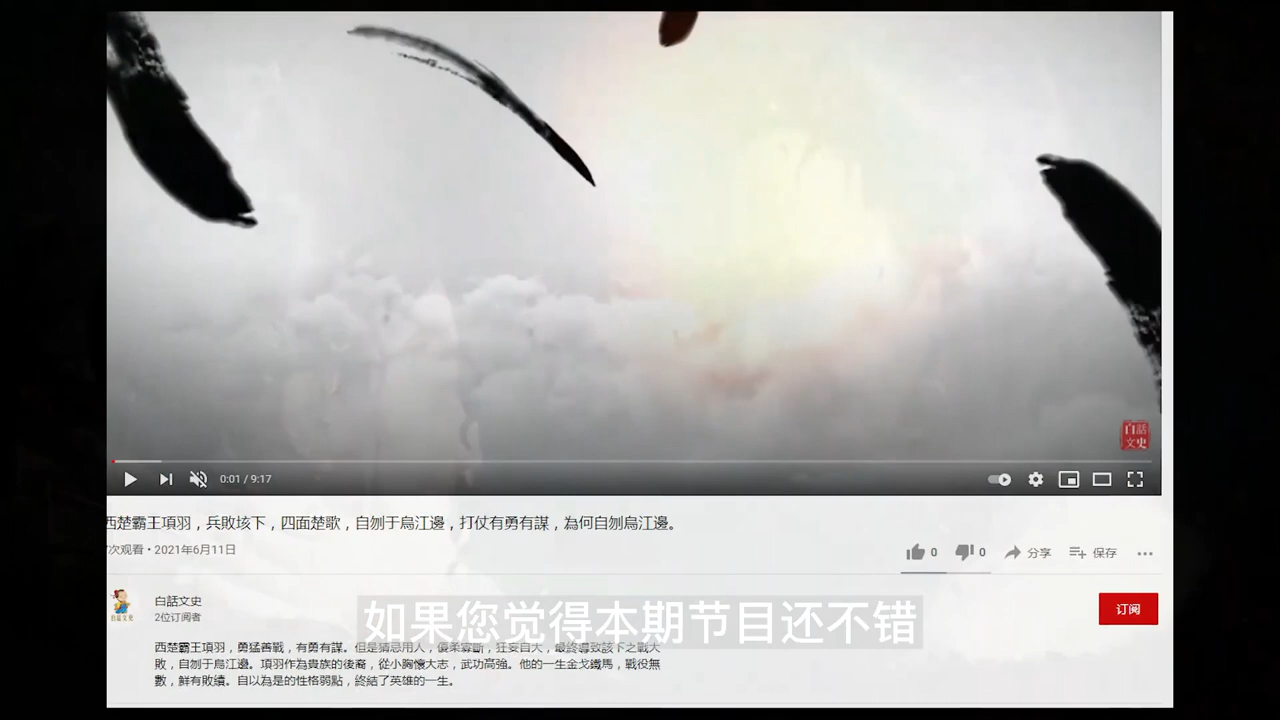 白話
文史
0:01 / 9:17
西楚霸王項羽，兵敗垓下，四面楚歌，自刎于烏江邊，打仗有勇有謀，為何自刎烏江邊。
次观看 • 2021年6月11日
0
0
分享
保存
白話文史
2位订阅者
订阅
如果您觉得本期节目还不错
西楚霸王項羽，勇猛善戰，有勇有謀。但是猜忌用人，優柔寡斷，狂妄自大，最終導致該下之戰大
敗，自刎于烏江邊。項羽作為貴族的後裔，從小胸懷大志，武功高強。他的一生金戈鐵馬，戰役無
數，鮮有敗績。自以為是的性格弱點，終結了英雄的一生。